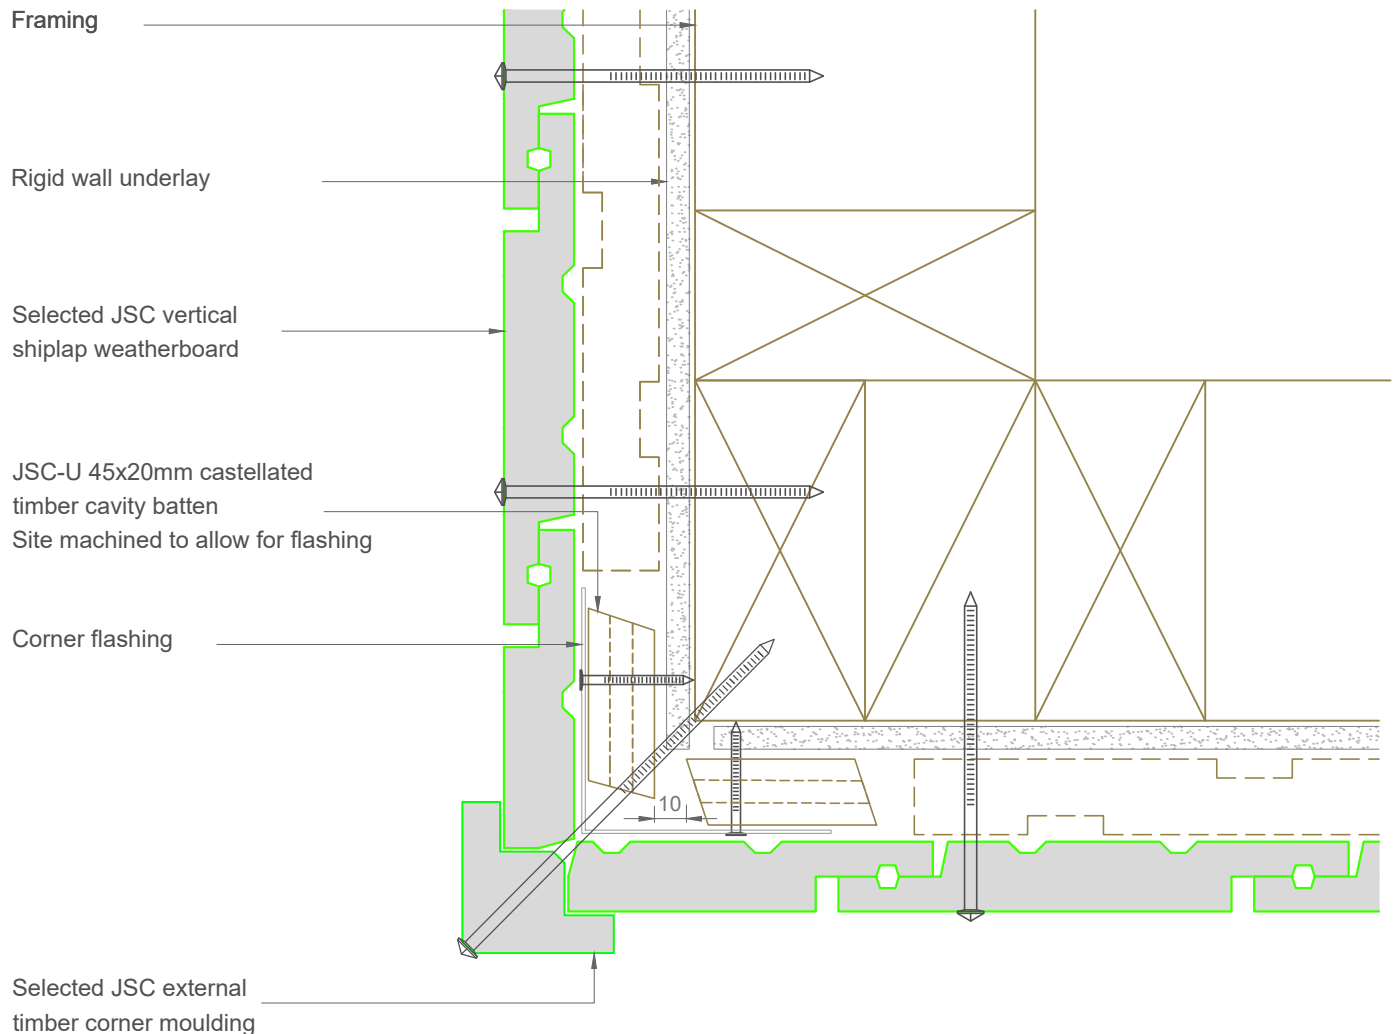 Framing
Rigid wall underlay
Selected JSC vertical
shiplap weatherboard
JSC-U 45x20mm castellated
timber cavity batten
Site machined to allow for flashing
Corner flashing
10
Selected JSC external
timber corner moulding